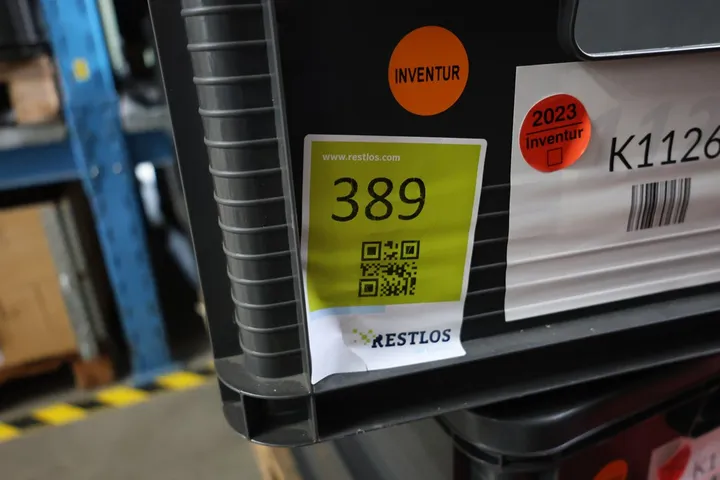 INVENTUR
www.restlos.com
389
RESTLOS
2023
Inventur
K1126